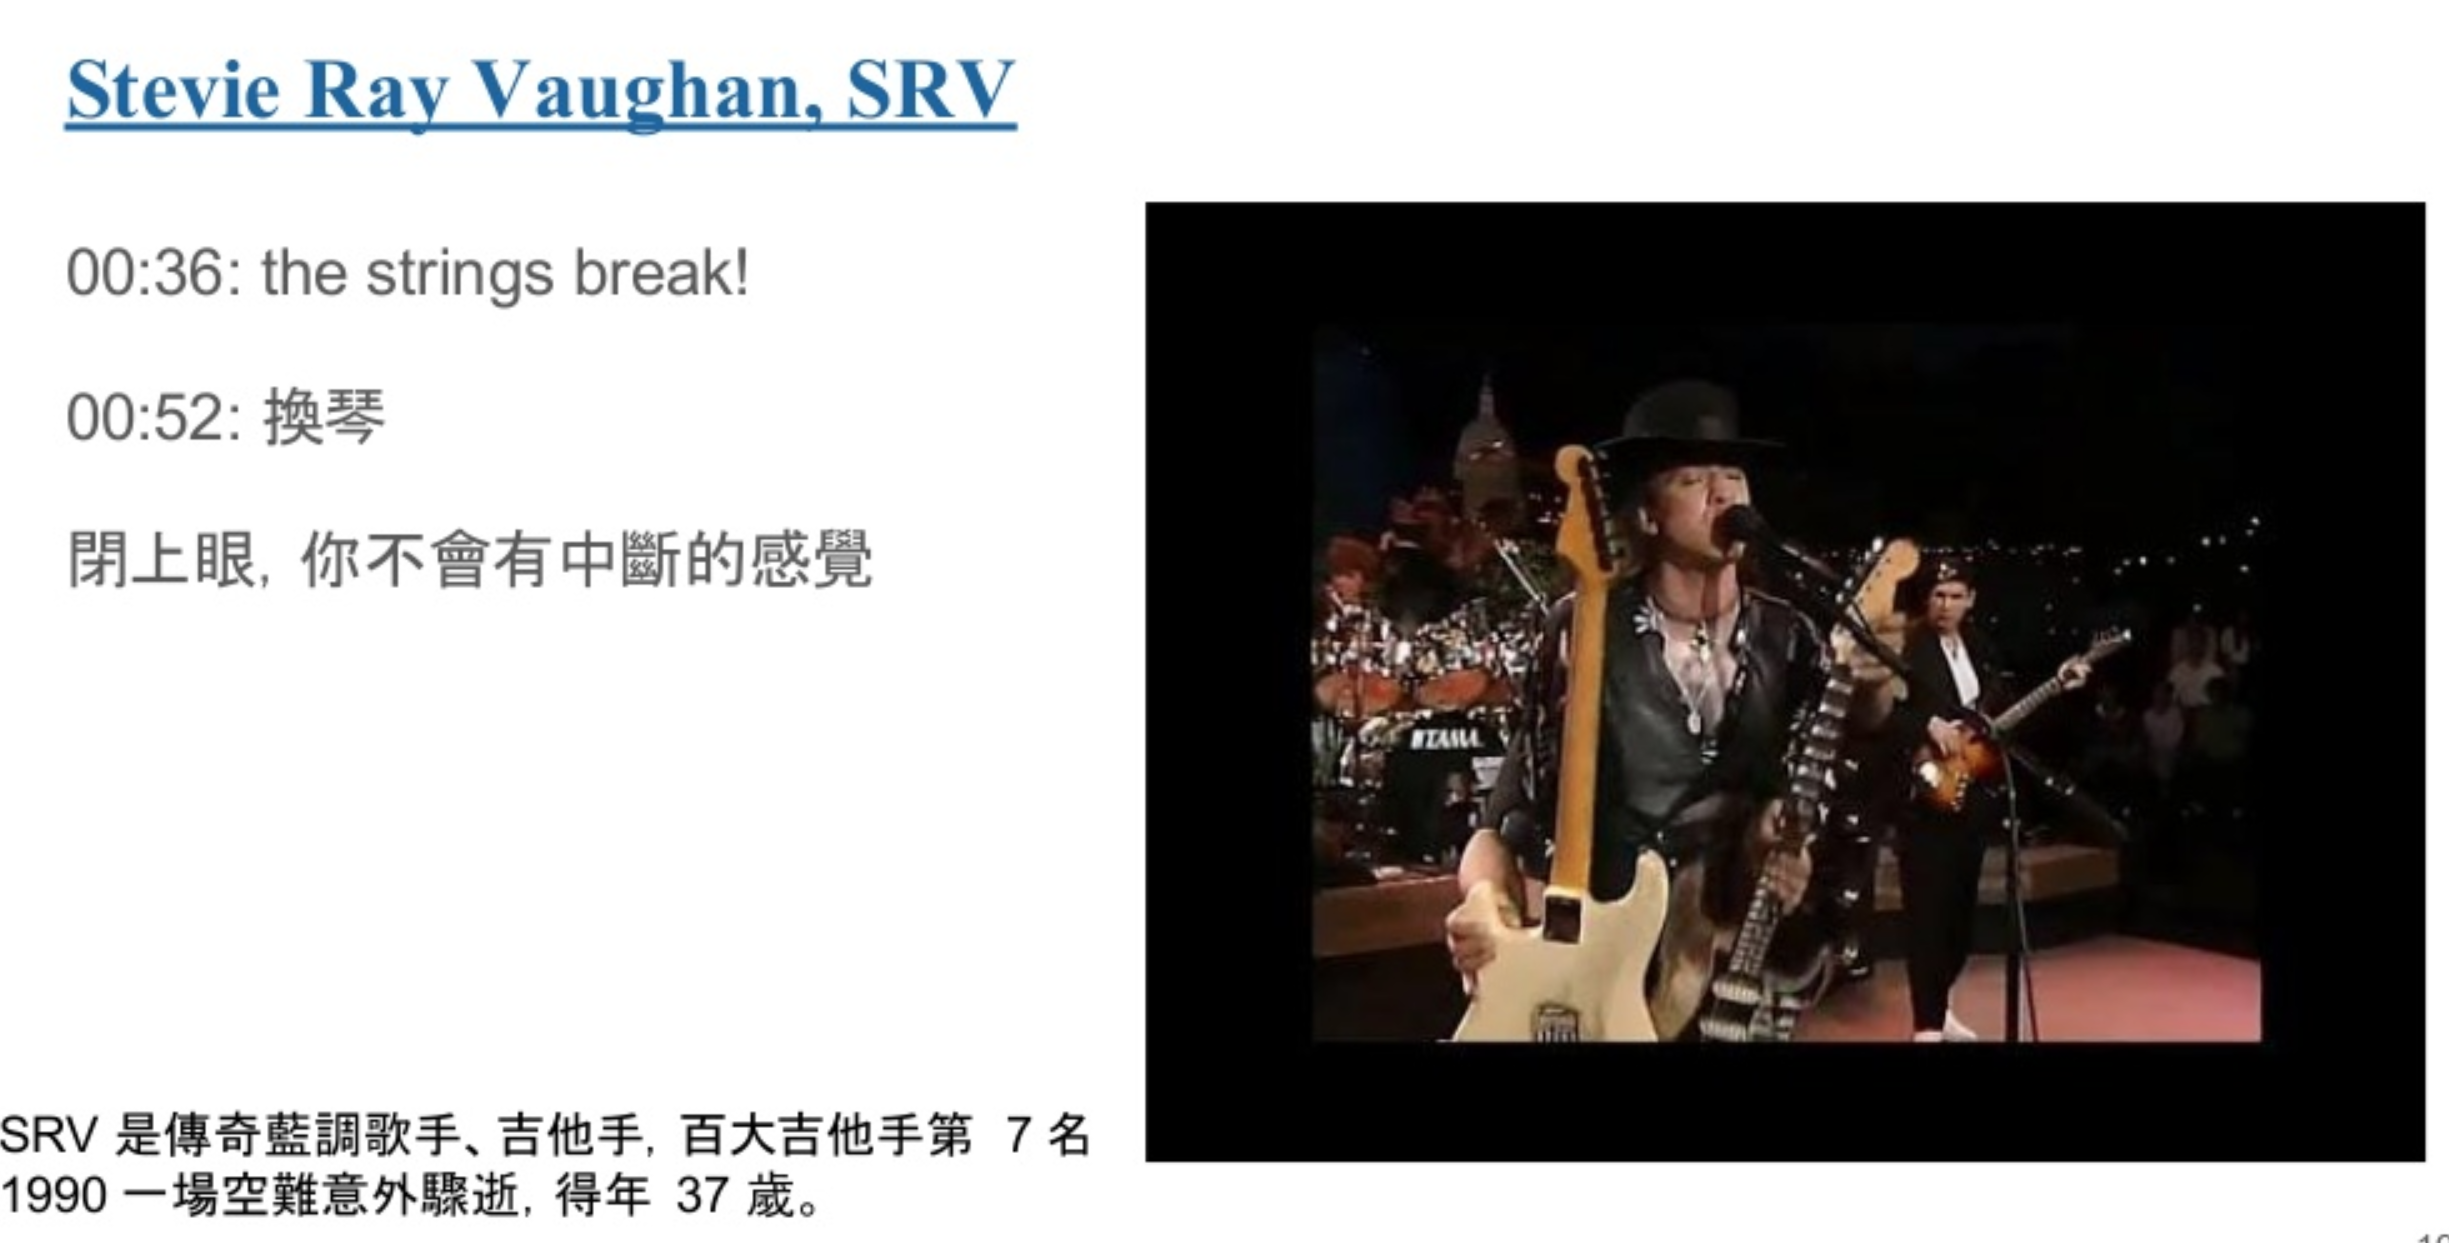 Stevie Ray Vaughan, SRV
00:36: the strings break!
00:52: 換琴
閉上眼, 你不會有中斷的感覺
TAMA
SRV 是傳奇藍調歌手、吉他手, 百大吉他手第 7 名
1990 一場空難意外驟逝, 得年 37 歲。